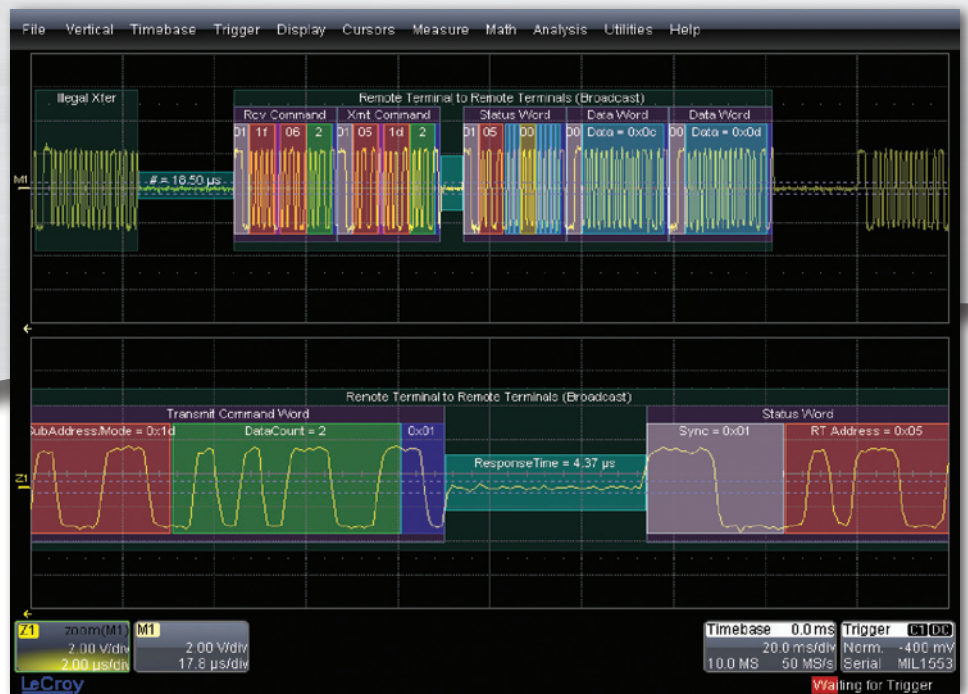 File Vertical Timebase Trigger Display Cursors Measure Math Analysis Utilities Help
Illegal Xfer
Remote Terminal to Remote Terminals (Broadcast)
Rcv Command Xmt Command Status Word Data Word Data Word
01 1f 06 2 01 05 1d 2 01 05 00 00 Data = 0x0c 00 Data = 0x0d
M1
# = 18.50 µs
Remote Terminal to Remote Terminals (Broadcast)
Transmit Command Word Status Word
SubAddress/Mode = 0x1d DataCount = 2 0x01 Sync = 0x01 RT Address = 0x05
ResponseTime = 4.37 µs
Z1
Z1 zoom(M1)
2.00 V/div
2.00 µs/div
M1
2.00 V/div
17.8 µs/div
Timebase 0.0 ms
20.0 ms/div
10.0 MS 50 MS/s
Trigger C1 DC
Norm. -400 mV
Serial MIL1553
LeCroy
Waiting for Trigger